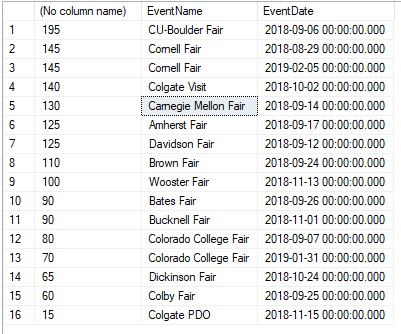 (No column name) EventName EventDate
1 195 CU-Boulder Fair 2018-09-06 00:00:00.000
2 145 Cornell Fair 2018-08-29 00:00:00.000
3 145 Cornell Fair 2019-02-05 00:00:00.000
4 140 Colgate Visit 2018-10-02 00:00:00.000
5 130 Carnegie Mellon Fair 2018-09-14 00:00:00.000
6 125 Amherst Fair 2018-09-17 00:00:00.000
7 125 Davidson Fair 2018-09-12 00:00:00.000
8 110 Brown Fair 2018-09-24 00:00:00.000
9 100 Wooster Fair 2018-11-13 00:00:00.000
10 90 Bates Fair 2018-09-26 00:00:00.000
11 90 Bucknell Fair 2018-11-01 00:00:00.000
12 80 Colorado College Fair 2018-09-07 00:00:00.000
13 70 Colorado College Fair 2019-01-31 00:00:00.000
14 65 Dickinson Fair 2018-10-24 00:00:00.000
15 60 Colby Fair 2018-09-25 00:00:00.000
16 15 Colgate PDO 2018-11-15 00:00:00.000